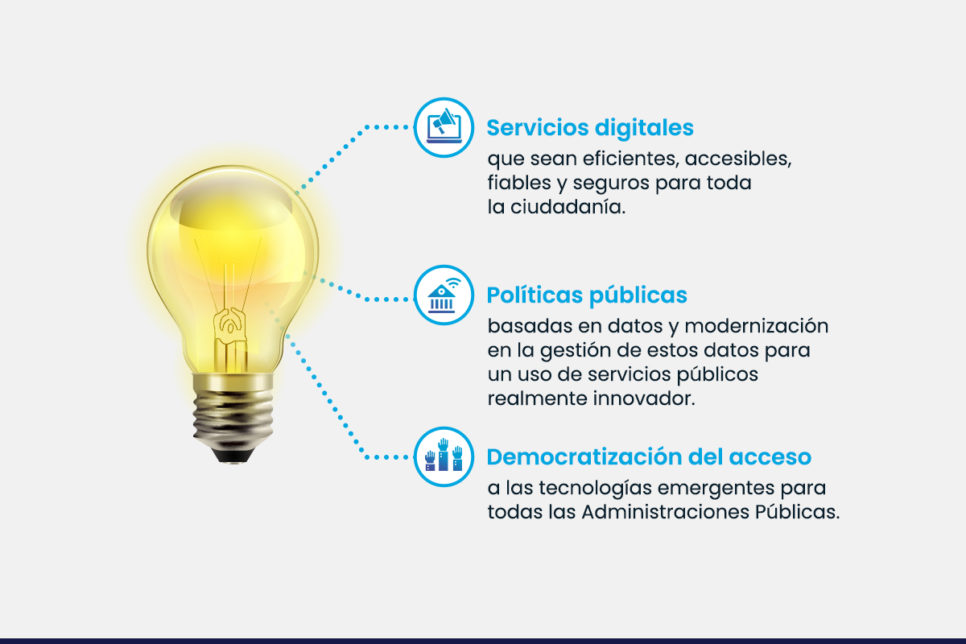 Servicios digitales
que sean eficientes, accesibles,
fiables y seguros para toda
la ciudadanía.
Políticas públicas
basadas en datos y modernización
en la gestión de estos datos para
un uso de servicios públicos
realmente innovador.
Democratización del acceso
a las tecnologías emergentes para
todas las Administraciones Públicas.